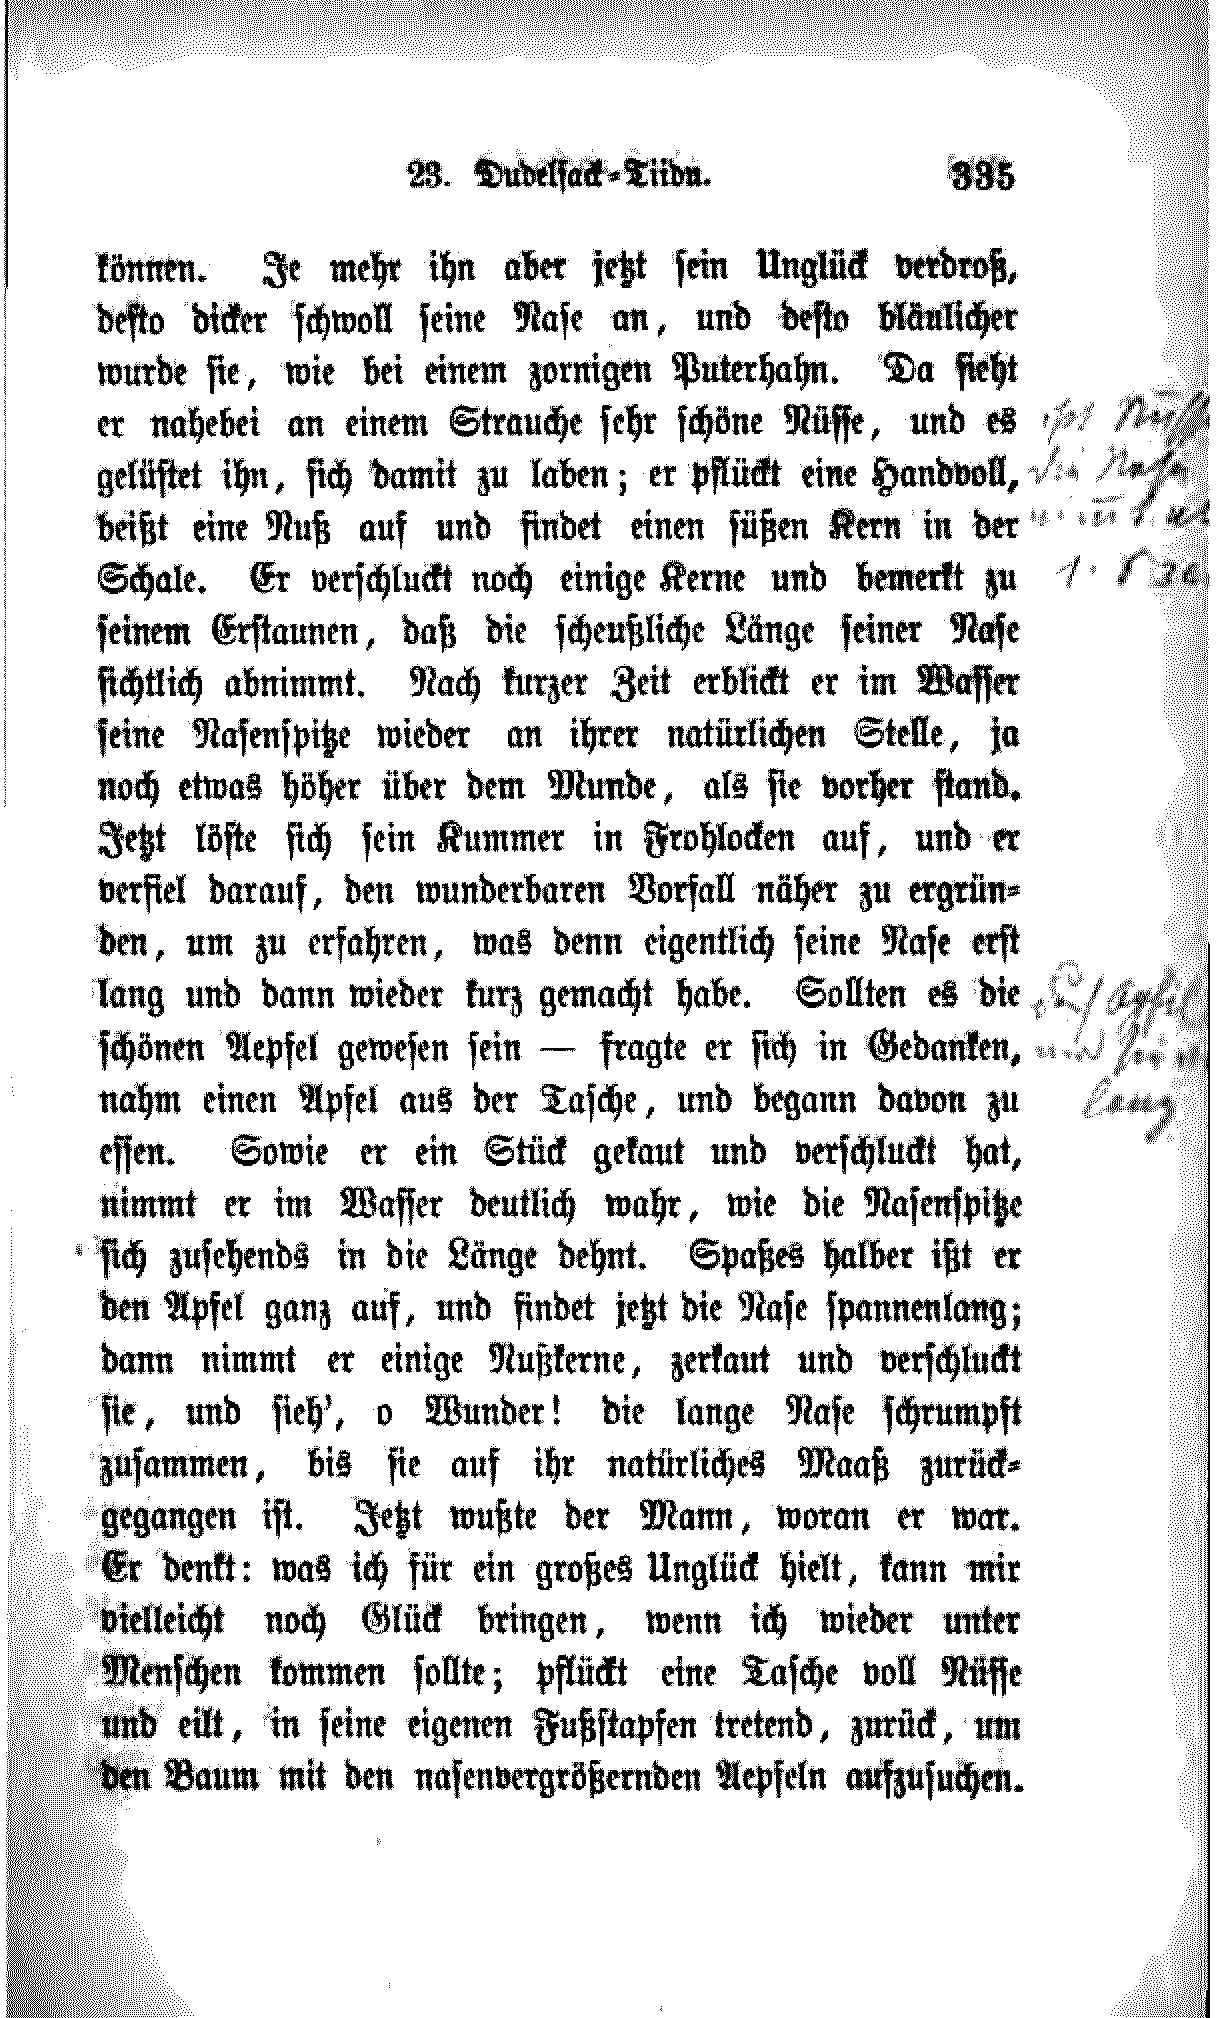 23. Dudelsack-Tiidu. 335
können. Je mehr ihn aber jetzt sein Unglück verdroß,
desto dicker schwoll seine Nase an, und desto bläulicher
wurde sie, wie bei einem zornigen Puterhahn. Da sieht
er nahebei an einem Strauche sehr schöne Nüsse, und es
gelüstet ihn, sich damit zu laben; er pflückt eine Handvoll,
beißt eine Nuß auf und findet einen süßen Kern in der
Schale. Er verschluckt noch einige Kerne und bemerkt zu
seinem Erstaunen, daß die scheußliche Länge seiner Nase
sichtlich abnimmt. Nach kurzer Zeit erblickt er im Wasser
seine Nasenspitze wieder an ihrer natürlichen Stelle, ja
noch etwas höher über dem Munde, als sie vorher stand.
Jetzt löste sich sein Kummer in Frohlocken auf, und er
verfiel darauf, den wunderbaren Vorfall näher zu ergrün-
den, um zu erfahren, was denn eigentlich seine Nase erst
lang und dann wieder kurz gemacht habe. Sollten es die
schönen Aepfel gewesen sein — fragte er sich in Gedanken,
nahm einen Apfel aus der Tasche, und begann davon zu
essen. Sowie er ein Stück gekaut und verschluckt hat,
nimmt er im Wasser deutlich wahr, wie die Nasenspitze
sich zusehends in die Länge dehnt. Spaßes halber ißt er
den Apfel ganz auf, und findet jetzt die Nase spannenlang;
dann nimmt er einige Nußkerne, zerkaut und verschluckt
sie, und sieh', o Wunder! die lange Nase schrumpft
zusammen, bis sie auf ihr natürliches Maaß zurück-
gegangen ist. Jetzt wußte der Mann, woran er war.
Er denkt: was ich für ein großes Unglück hielt, kann mir
vielleicht noch Glück bringen, wenn ich wieder unter
Menschen kommen sollte; pflückt eine Tasche voll Nüsse
und eilt, in seine eigenen Fußstapfen tretend, zurück, um
den Baum mit den nasenvergrößernden Aepfeln aufzusuchen.
die Nase
lang